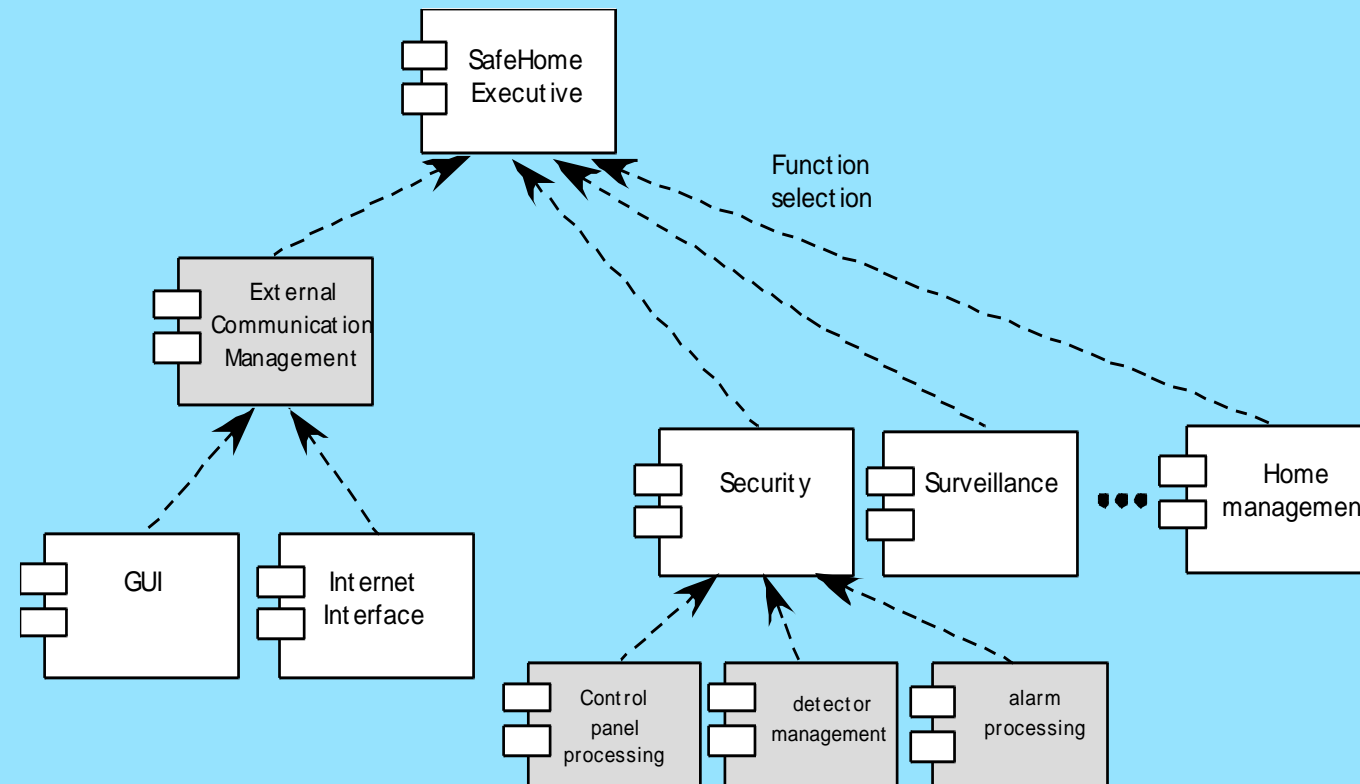 SafeHome
Executive
Function
selection
External
Communication
Management
Security
Surveillance
Home
managemen
GUI
Internet
Interface
Control
panel
processing
detector
management
alarm
processing